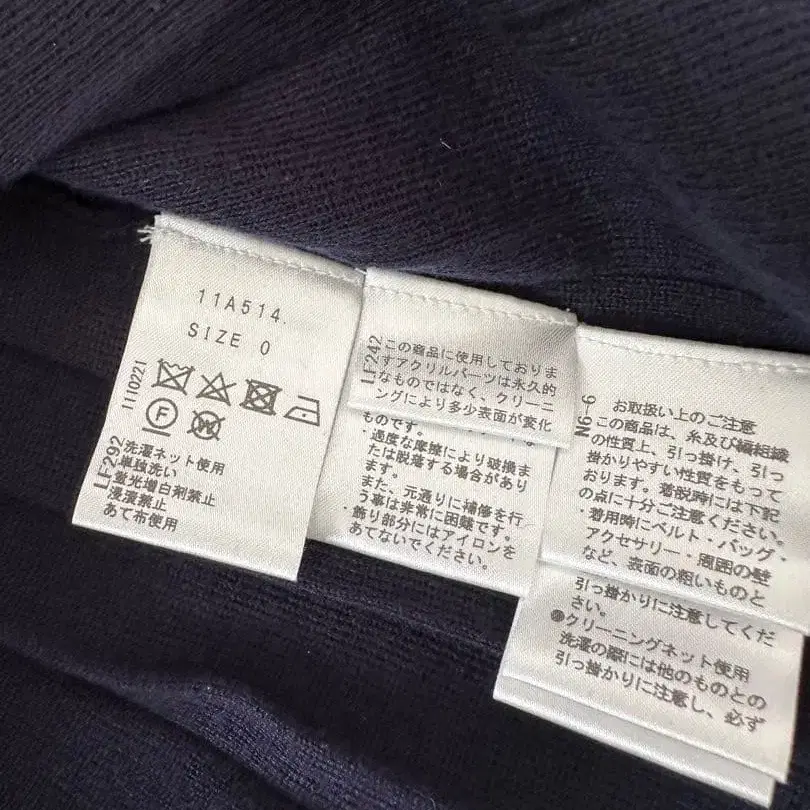 11A514.
SIZE 0
1110221
LF292
洗濯ネット使用
単独洗い
蛍光増白剤禁止
浸漬禁止
あて布使用
LF242
この商品に使用しておりま
すアクリルパーツは永久的
なものではなく、クリーニ
ングにより多少表面が変化
ものです。
・過度な摩擦により破損ま
たは脱落する場合があり
ます。
また、元通りに補修を行
う事は非常に困難です。
・飾り部分にはアイロンを
あてないでください。
N6-6
お取扱い上のご注意
この商品は、糸及び編組織
の性質上、引っ掛け、引っ
掛かりやすい性質をもって
おります。着脱時には下記
の点に十分ご注意ください。
・着用時にベルト・バッグ・
アクセサリー・周囲の壁
など、表面の粗いものと
引っ掛かりに注意してくだ
さい。
クリーニングネット使用
洗濯の際には他のものとの
引っ掛かりに注意し、必ず